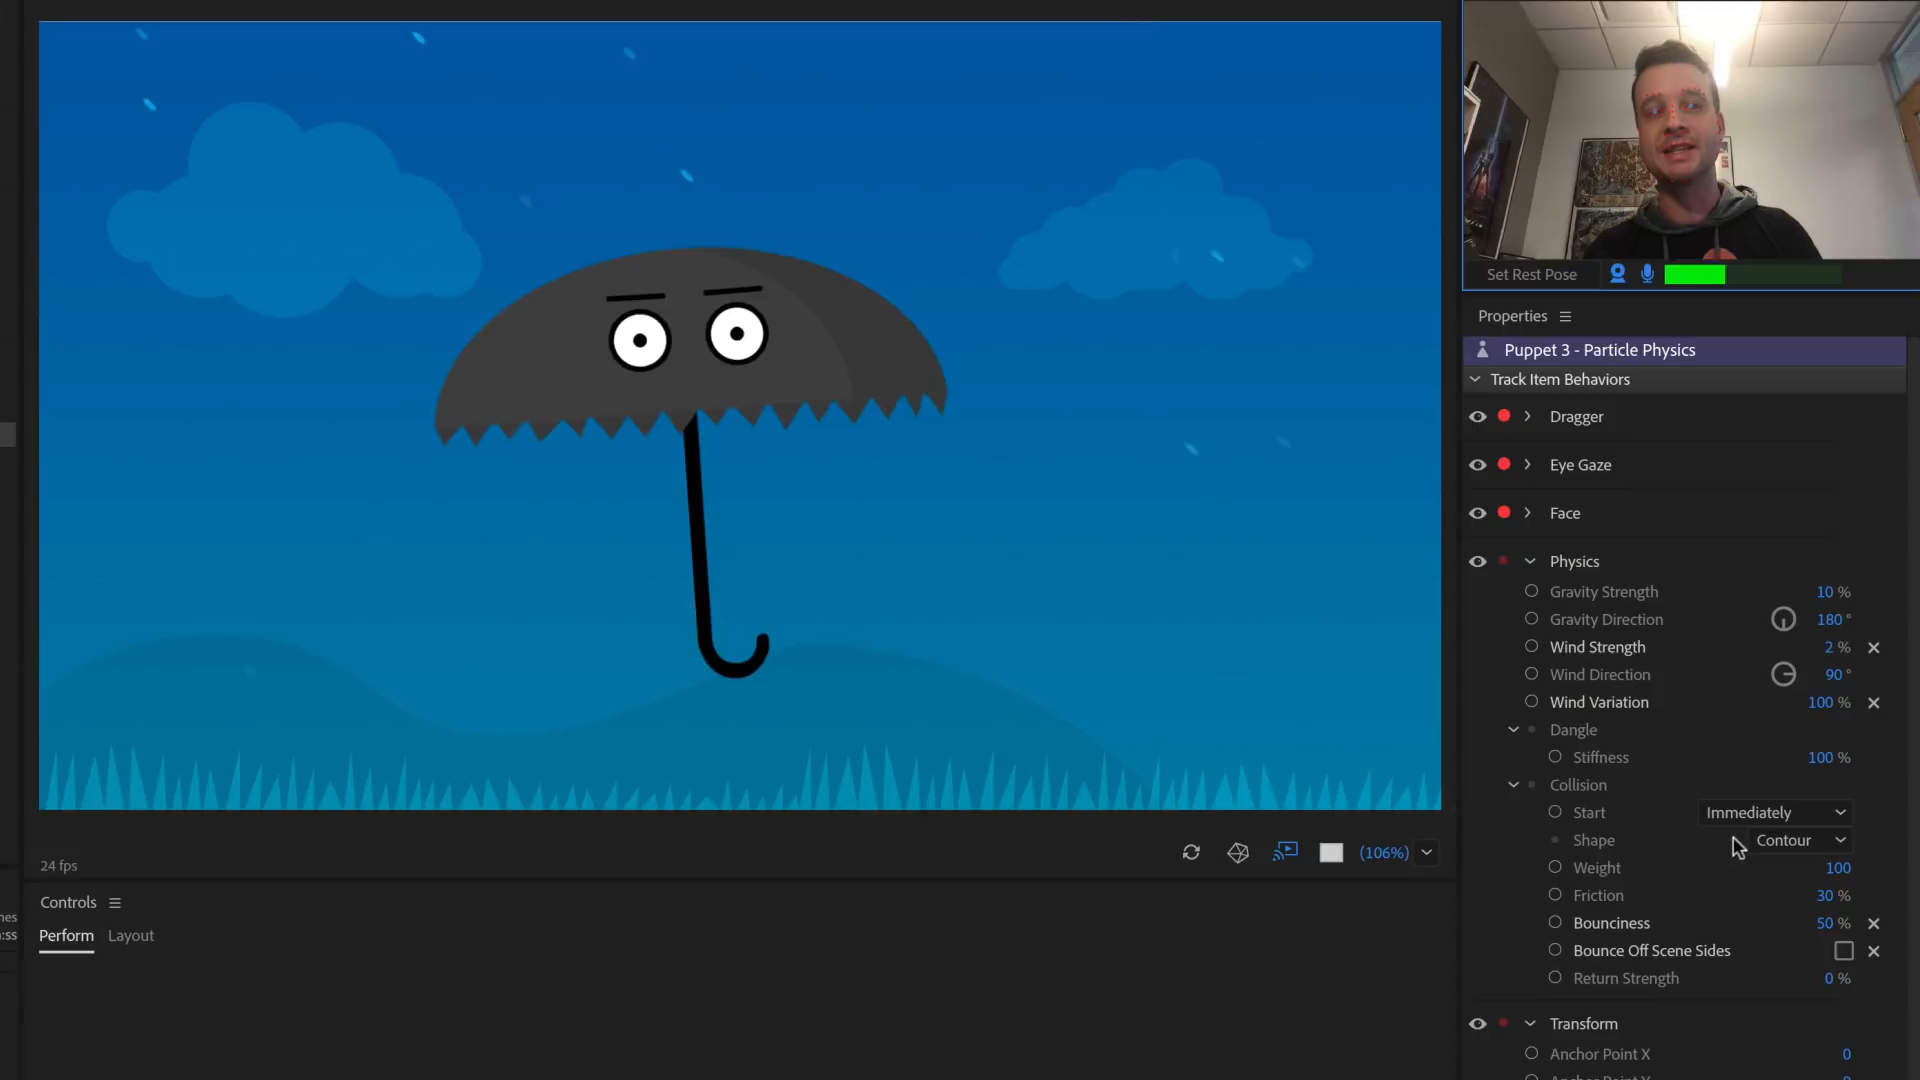 Set Rest Pose
Properties
Puppet 3 - Particle Physics
Track Item Behaviors
Dragger
Eye Gaze
Face
Physics
Gravity Strength 10 %
Gravity Direction 180 °
Wind Strength 2 %
Wind Direction 90 °
Wind Variation 100 %
Dangle
Stiffness 100 %
Collision
Start Immediately
Shape Contour
Weight 100
Friction 30 %
Bounciness 50 %
Bounce Off Scene Sides
Return Strength 0 %
Transform
Anchor Point X 0
24 fps
(106%)
Controls
Perform Layout